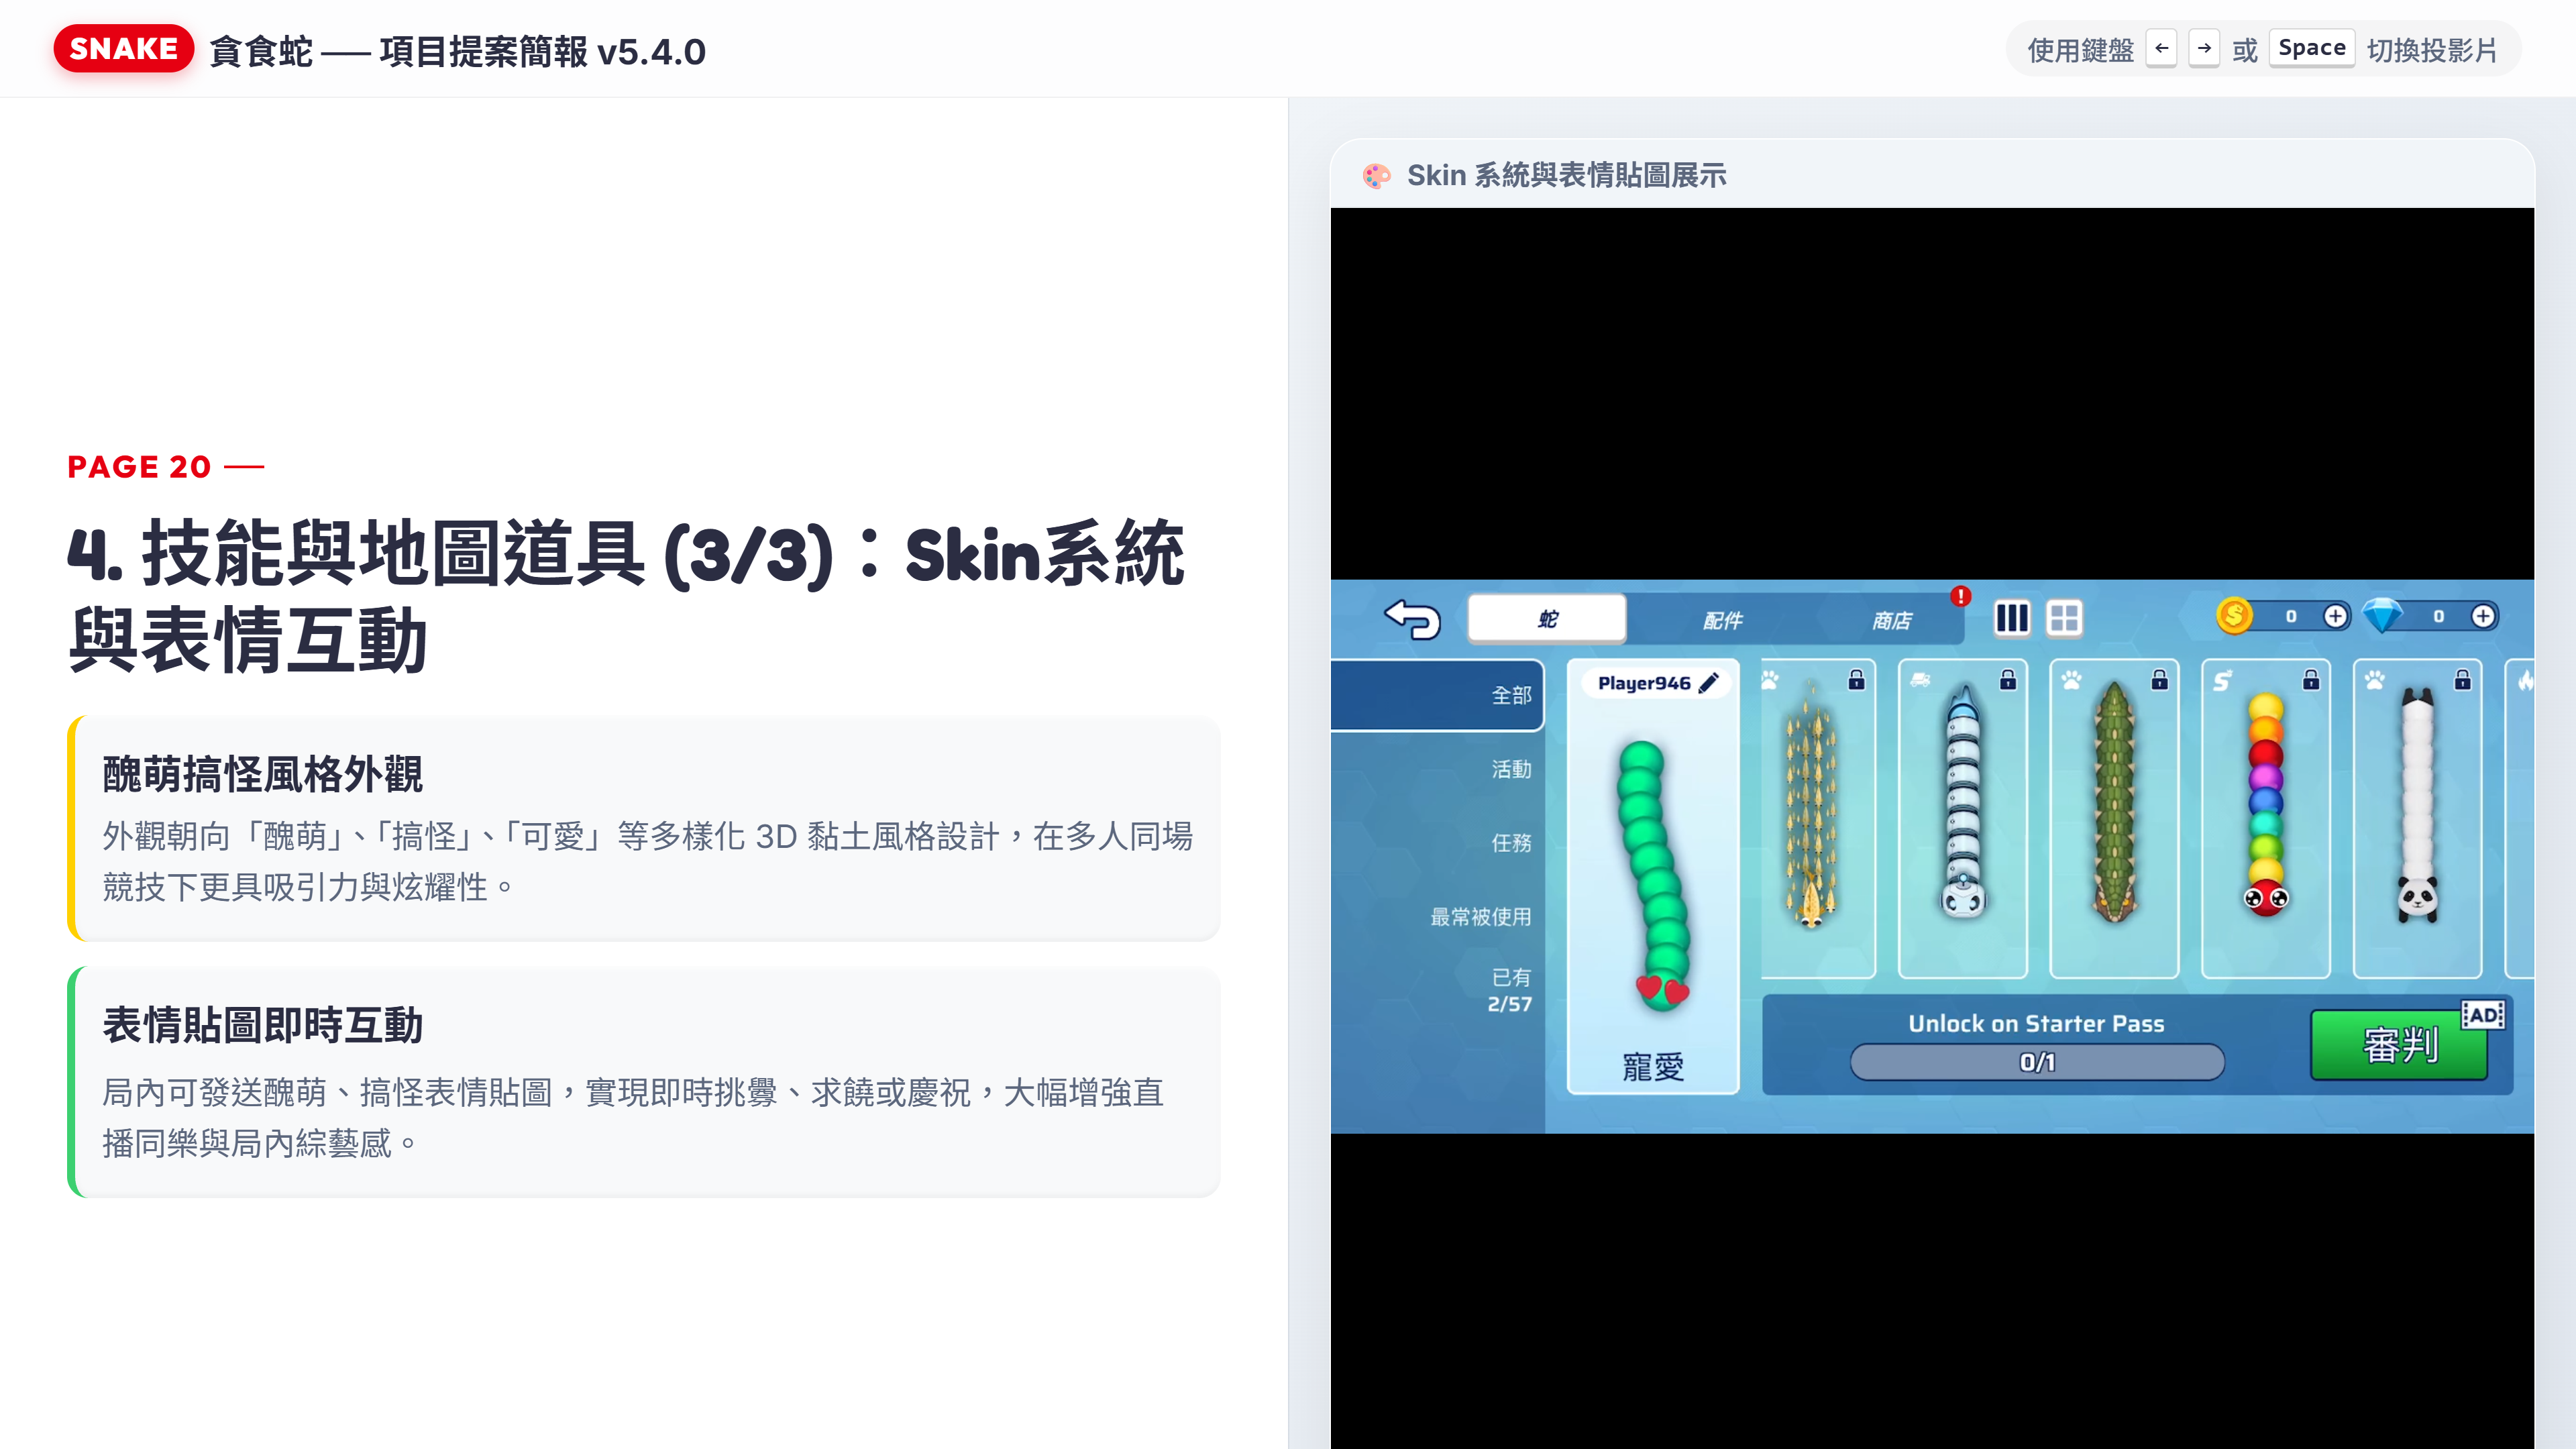 SNAKE 貪食蛇 —— 項目提案簡報 v5.4.0
使用鍵盤 ← → 或 Space 切換投影片
PAGE 20 —
4. 技能與地圖道具 (3/3)：Skin系統
與表情互動
醜萌搞怪風格外觀
外觀朝向「醜萌」、「搞怪」、「可愛」等多樣化 3D 黏土風格設計，在多人同場
競技下更具吸引力與炫耀性。
表情貼圖即時互動
局內可發送醜萌、搞怪表情貼圖，實現即時挑釁、求饒或慶祝，大幅增強直
播同樂與局內綜藝感。
🎨 Skin 系統與表情貼圖展示
蛇 配件 商店 !
0 + 0 +
全部
活動
任務
最常被使用
已有
2/57
Player946
寵愛
S
Unlock on Starter Pass
0/1
審判
AD